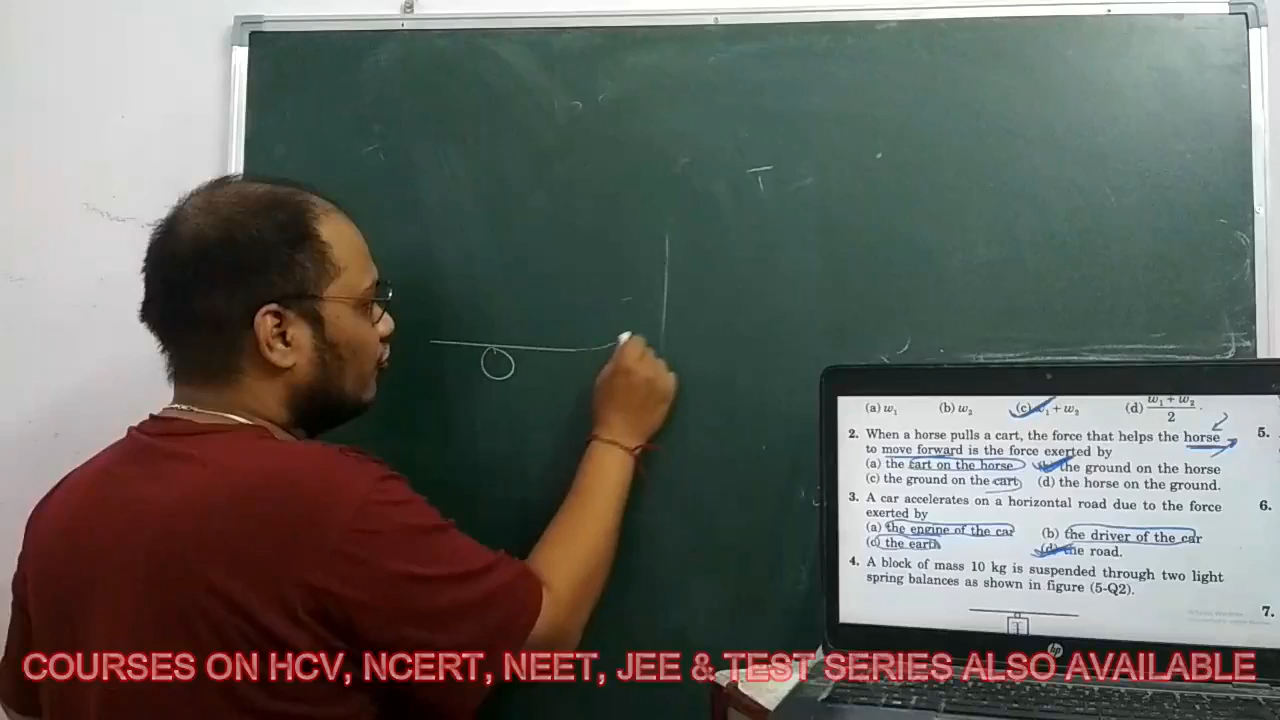 T
(a) w₁ (b) w₂ (c) w₁ + w₂ (d) w₁ + w₂ / 2 .
2. When a horse pulls a cart, the force that helps the horse
to move forward is the force exerted by
(a) the cart on the horse (b) the ground on the horse
(c) the ground on the cart (d) the horse on the ground.
3. A car accelerates on a horizontal road due to the force
exerted by
(a) the engine of the car (b) the driver of the car
(c) the earth (d) the road.
4. A block of mass 10 kg is suspended through two light
spring balances as shown in figure (5-Q2).
5.
6.
7.
hp
COURSES ON HCV, NCERT, NEET, JEE & TEST SERIES ALSO AVAILABLE